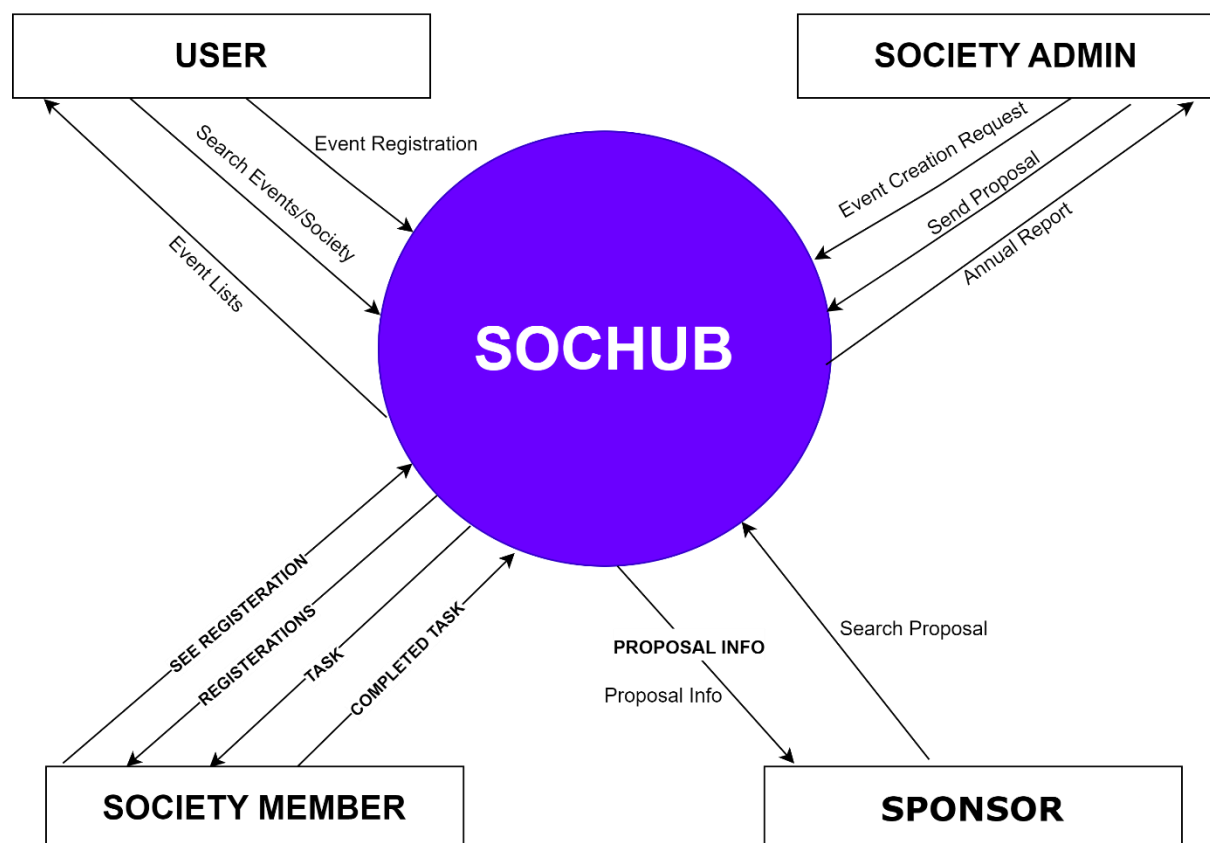 USER
SOCIETY ADMIN
Event Registration
Search Events/Society
Event Lists
Event Creation Request
Send Proposal
Annual Report
SOCHUB
SEE REGISTERATION
REGISTERATIONS
TASK
COMPLETED TASK
PROPOSAL INFO
Proposal Info
Search Proposal
SOCIETY MEMBER
SPONSOR